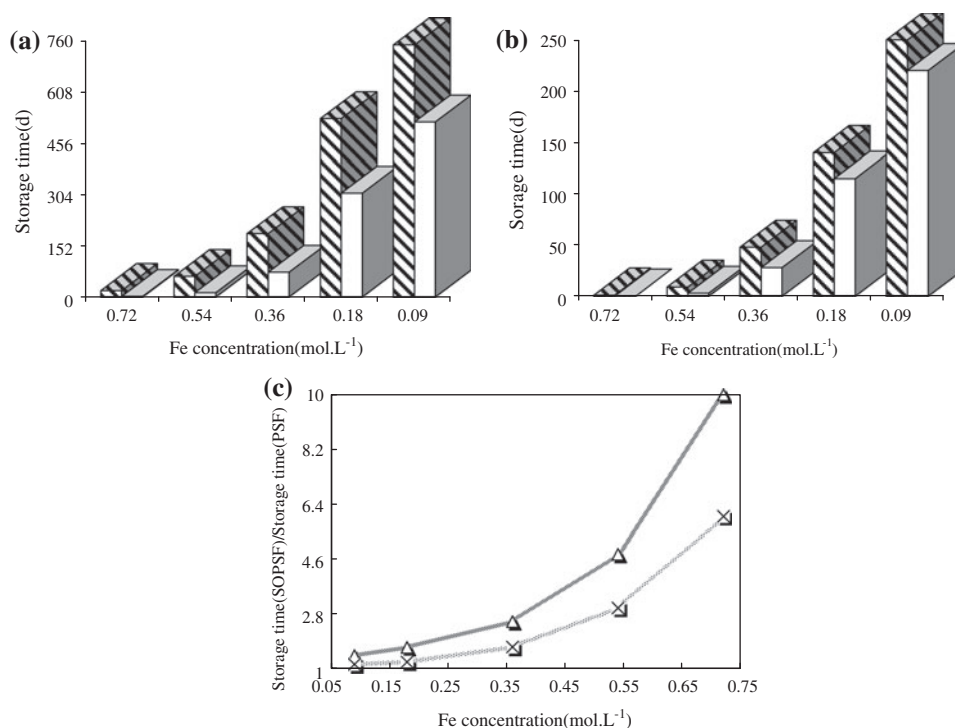 (a)
760
608
456
304
152
0
Storage time(d)
0.72 0.54 0.36 0.18 0.09
Fe concentration(mol.L⁻¹)
(b)
250
200
150
100
50
0
Sorage time(d)
0.72 0.54 0.36 0.18 0.09
Fe concentration(mol.L⁻¹)
(c)
10
8.2
6.4
4.6
2.8
1
Storage time(SOPSF)/Storage time(PSF)
0.05 0.15 0.25 0.35 0.45 0.55 0.65 0.75
Fe concentration(mol.L⁻¹)